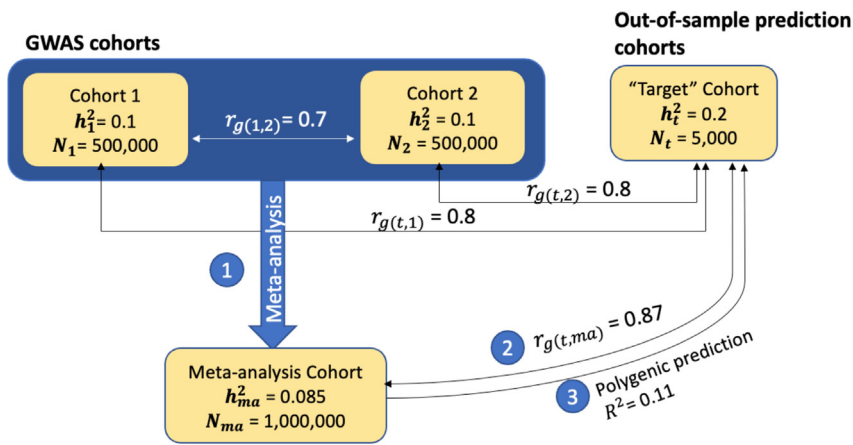 GWAS cohorts
Out-of-sample prediction
cohorts
Cohort 1
h₁² = 0.1
N₁ = 500,000
r_g(1,2) = 0.7
Cohort 2
h₂² = 0.1
N₂ = 500,000
“Target” Cohort
hₜ² = 0.2
Nₜ = 5,000
r_g(t,2) = 0.8
r_g(t,1) = 0.8
1
Meta-analysis
2
r_g(t,ma) = 0.87
3
Polygenic prediction
R² = 0.11
Meta-analysis Cohort
h²_ma = 0.085
N_ma = 1,000,000